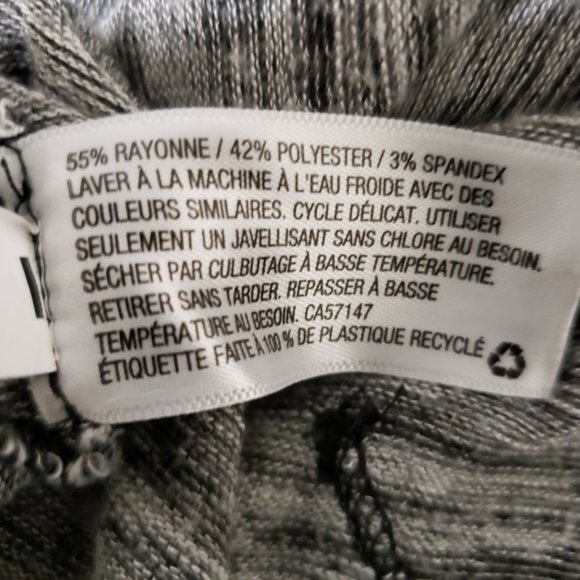 55% RAYONNE / 42% POLYESTER / 3% SPANDEX
LAVER À LA MACHINE À L'EAU FROIDE AVEC DES
COULEURS SIMILAIRES. CYCLE DÉLICAT. UTILISER
SEULEMENT UN JAVELLISANT SANS CHLORE AU BESOIN.
SÉCHER PAR CULBUTAGE À BASSE TEMPÉRATURE.
RETIRER SANS TARDER. REPASSER À BASSE
TEMPÉRATURE AU BESOIN. CA57147
ÉTIQUETTE FAITE À 100 % DE PLASTIQUE RECYCLÉ